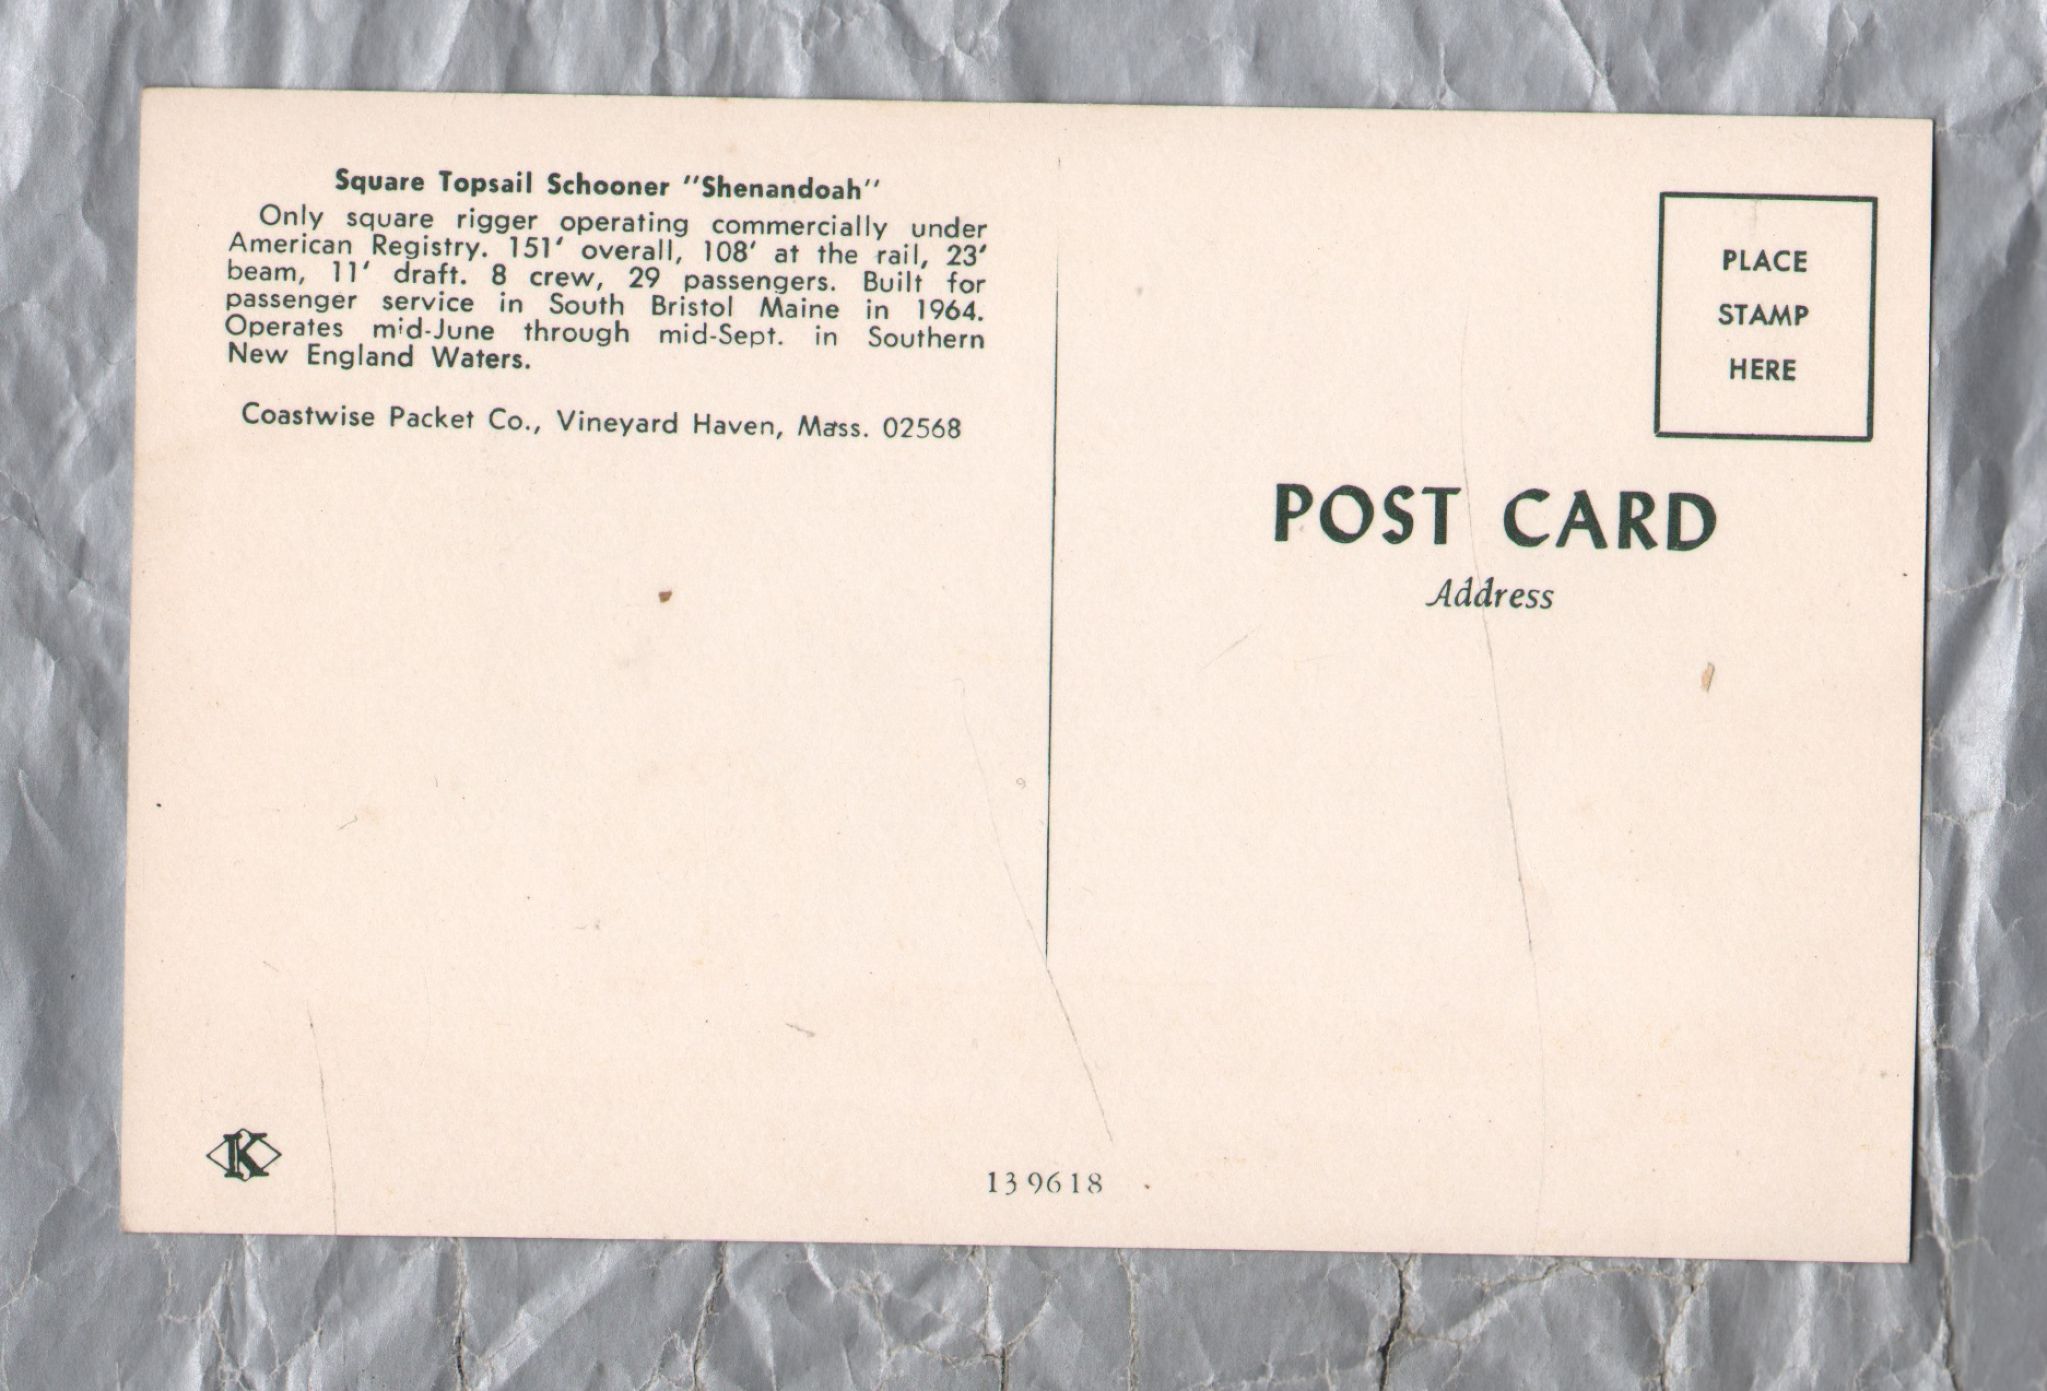 Square Topsail Schooner "Shenandoah"
Only square rigger operating commercially under
American Registry. 151' overall, 108' at the rail, 23'
beam, 11' draft. 8 crew, 29 passengers. Built for
passenger service in South Bristol Maine in 1964.
Operates mid-June through mid-Sept. in Southern
New England Waters.
Coastwise Packet Co., Vineyard Haven, Mass. 02568
K
139618
PLACE
STAMP
HERE
POST CARD
Address